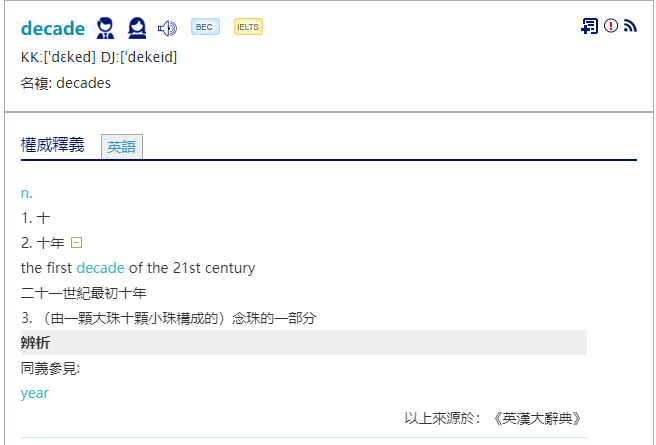 decade BEC IELTS
KK:['dɛked] DJ:['dekeid]
名複: decades
權威釋義 英語
n.
1. 十
2. 十年
the first decade of the 21st century
二十一世紀最初十年
3. （由一顆大珠十顆小珠構成的）念珠的一部分
辨析
同義參見:
year
以上來源於：《英漢大辭典》